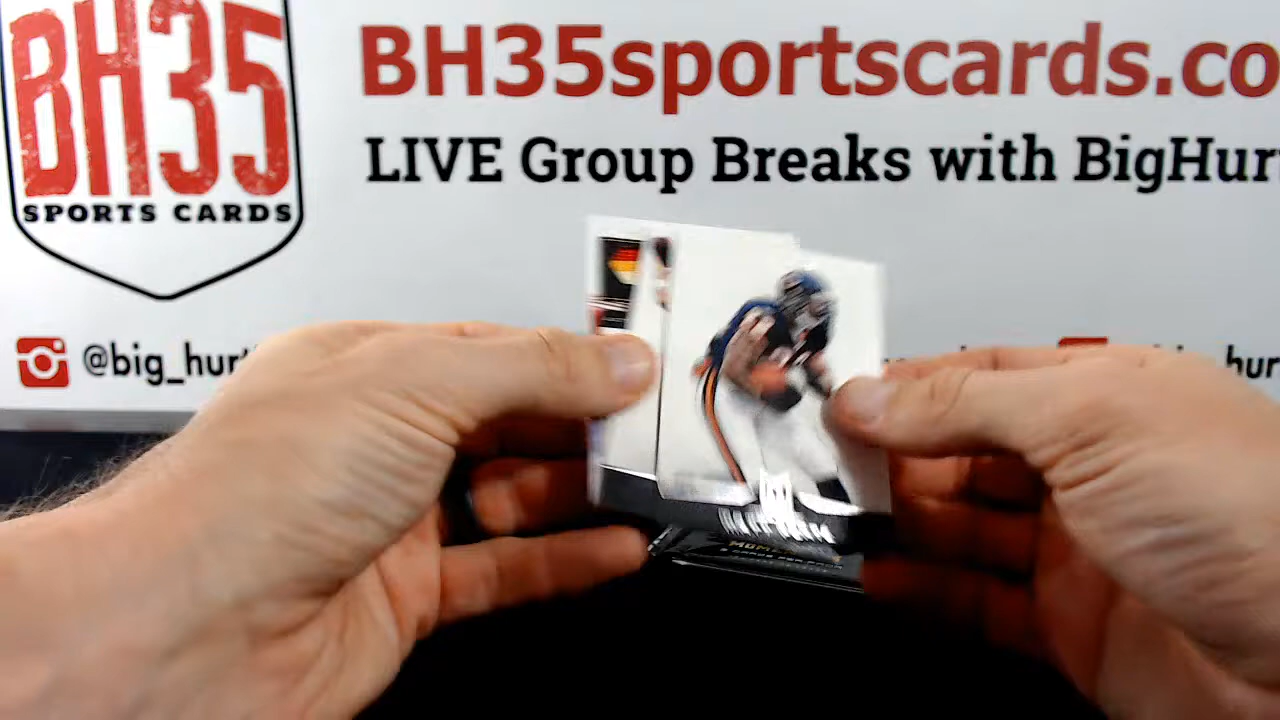 BH35
SPORTS CARDS
BH35sportscards.co
LIVE Group Breaks with BigHur
@big_hur
hur